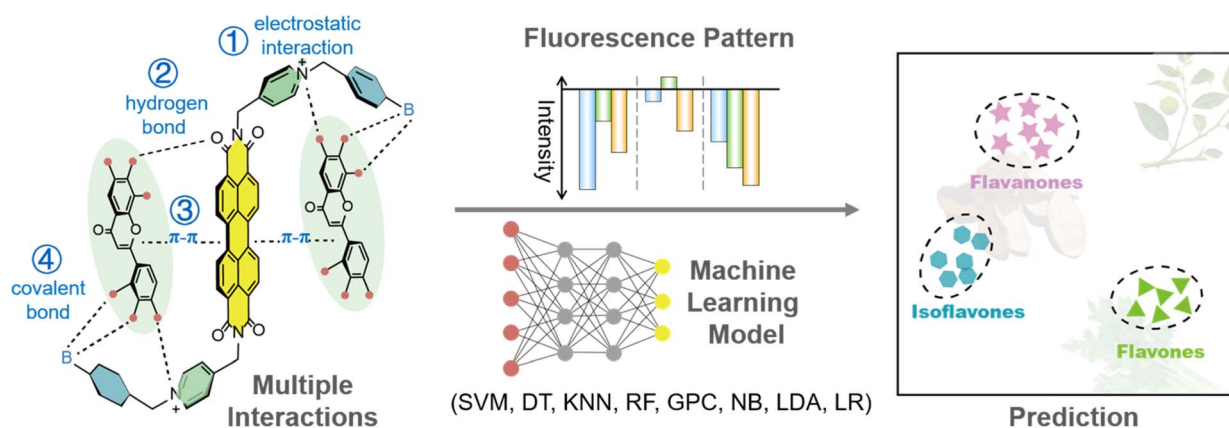 ① electrostatic
interaction
②
hydrogen
bond
③
π-π
π-π
④
covalent
bond
N
+
B
O
N
O
O
O
O
O
O
N
O
B
N
+
Multiple
Interactions
Fluorescence Pattern
Intensity
Machine
Learning
Model
(SVM, DT, KNN, RF, GPC, NB, LDA, LR)
Flavanones
Isoflavones
Flavones
Prediction